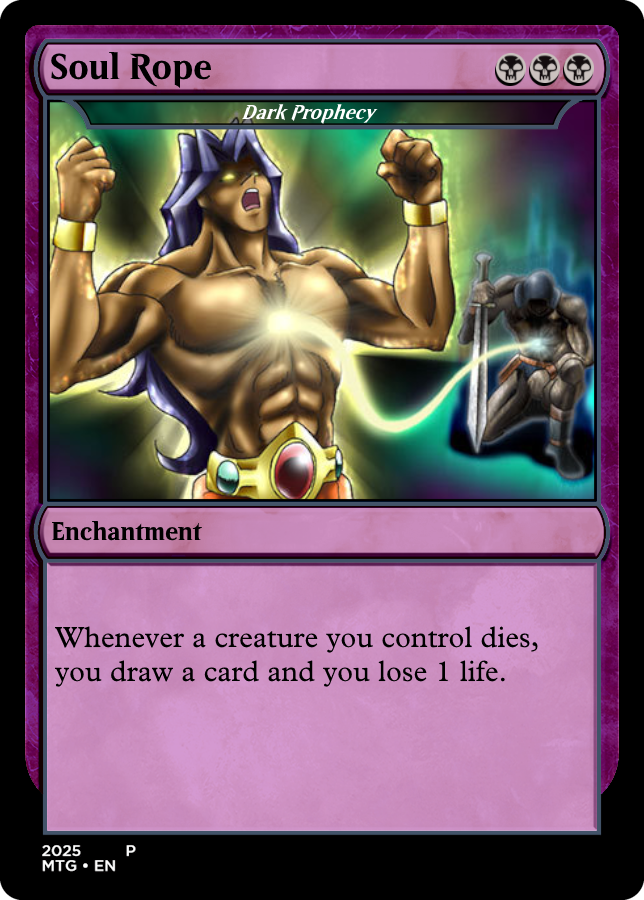 Soul Rope
Dark Prophecy
Enchantment
Whenever a creature you control dies,
you draw a card and you lose 1 life.
2025 P
MTG • EN